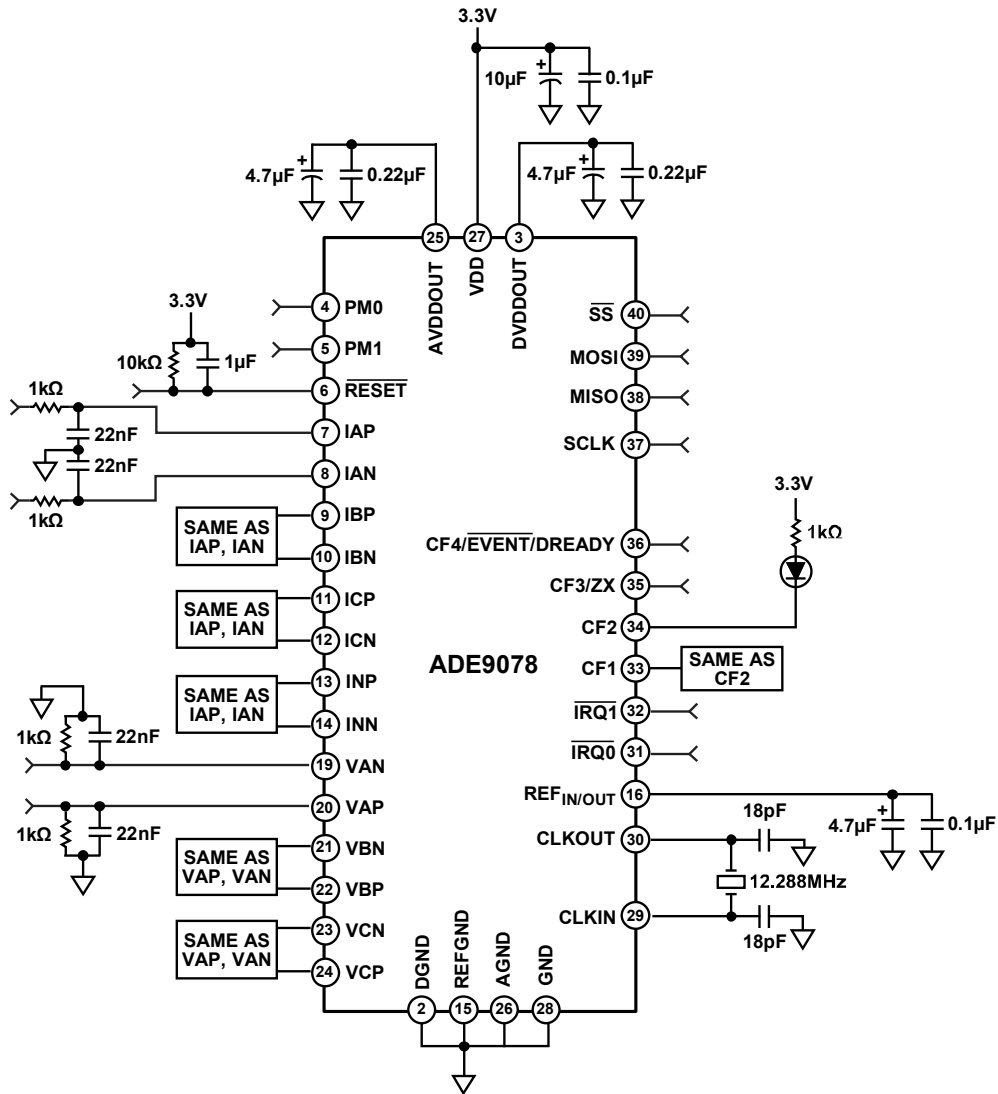 3.3V
10µF
+
0.1µF
4.7µF
+
0.22µF
4.7µF
+
0.22µF
25
27
3
AVDDOUT
VDD
DVDDOUT
4 PM0
5 PM1
3.3V
10kΩ
1µF
6 RESET
1kΩ
22nF
7 IAP
22nF
8 IAN
1kΩ
SAME AS
IAP, IAN
9 IBP
10 IBN
SAME AS
IAP, IAN
11 ICP
12 ICN
SAME AS
IAP, IAN
13 INP
14 INN
1kΩ
22nF
19 VAN
20 VAP
1kΩ
22nF
SAME AS
VAP, VAN
21 VBN
22 VBP
SAME AS
VAP, VAN
23 VCN
24 VCP
ADE9078
SS 40
MOSI 39
MISO 38
SCLK 37
CF4/EVENT/DREADY 36
CF3/ZX 35
3.3V
1kΩ
CF2 34
CF1 33
SAME AS
CF2
IRQ1 32
IRQ0 31
REFIN/OUT 16
4.7µF
+
0.1µF
CLKOUT 30
18pF
12.288MHz
CLKIN 29
18pF
DGND
REFGND
AGND
GND
2
15
26
28